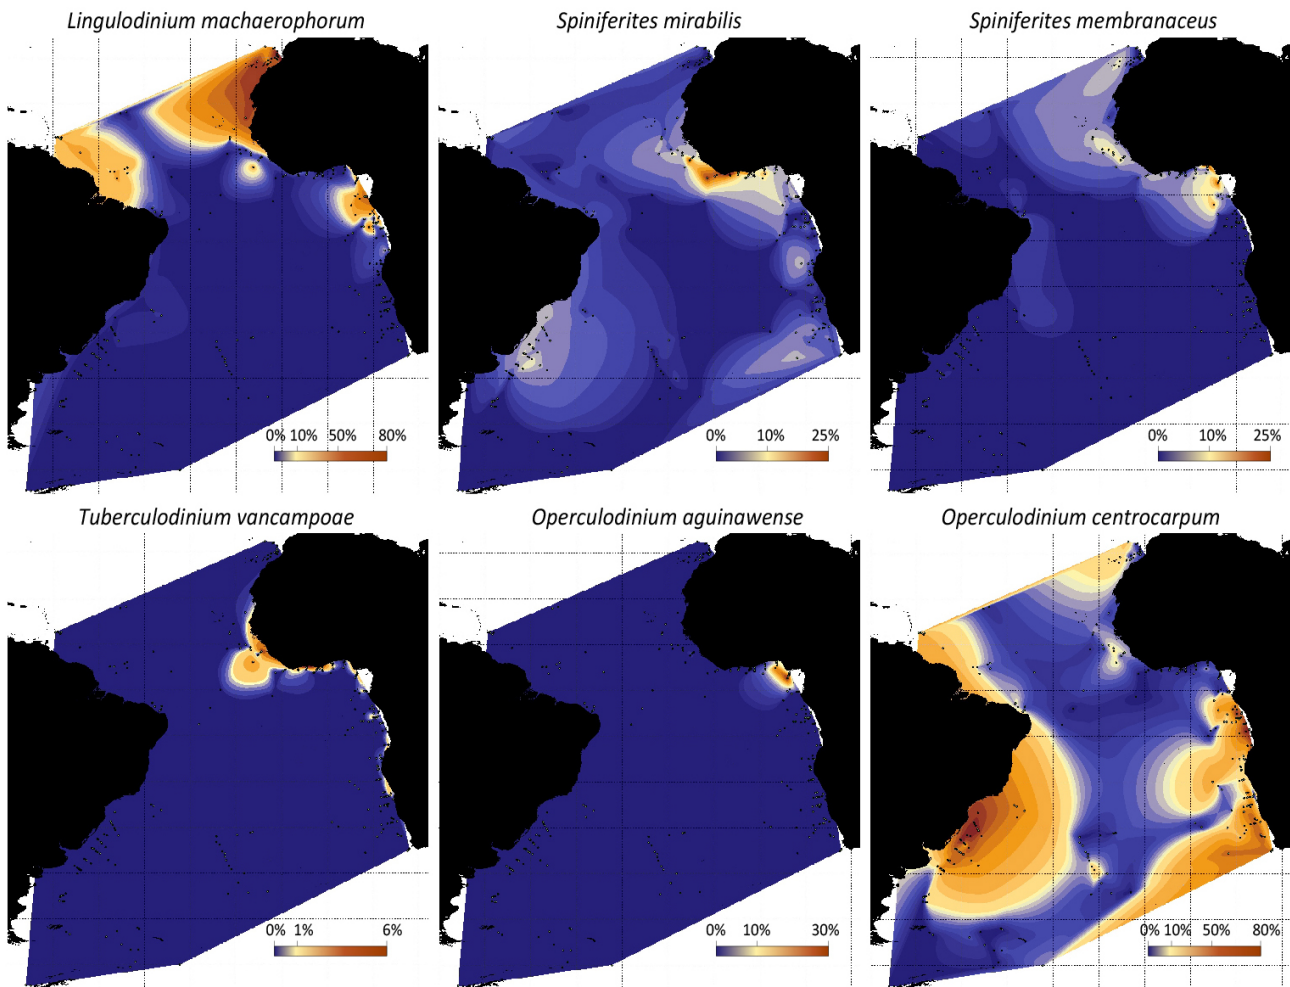 Lingulodinium machaerophorum
Spiniferites mirabilis
Spiniferites membranaceus
0% 10% 50% 80%
0% 10% 25%
0% 10% 25%
Tuberculodinium vancampoae
Operculodinium aguinawense
Operculodinium centrocarpum
0% 1% 6%
0% 10% 30%
0% 10% 50% 80%